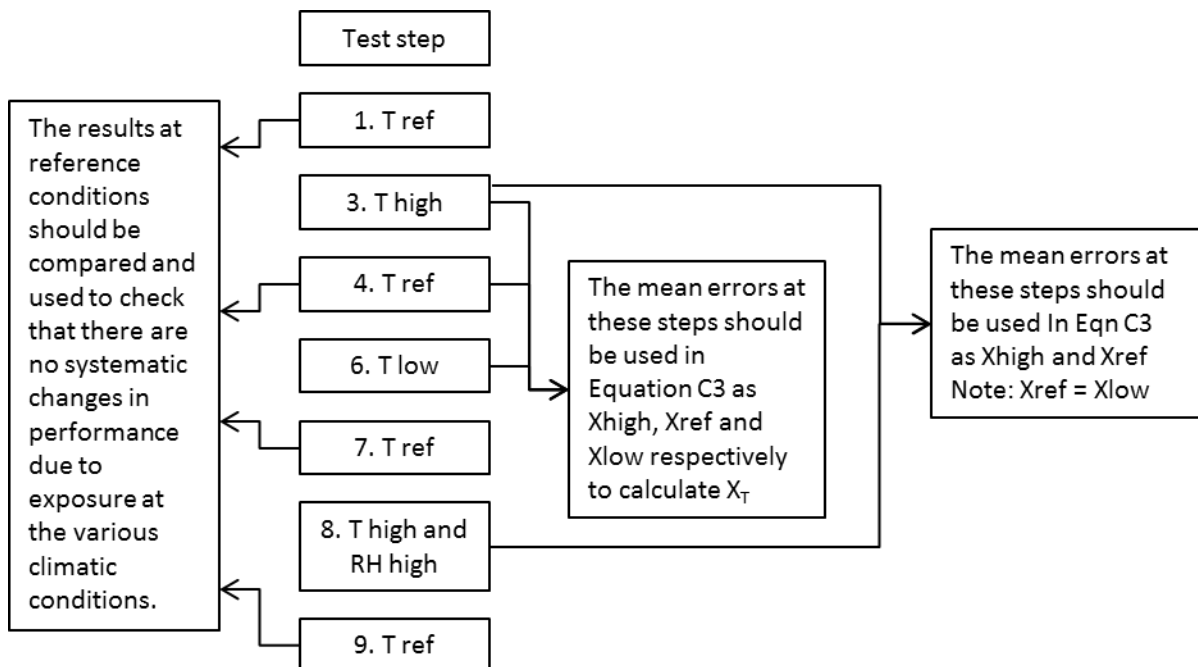 Test step
The results at
reference
conditions
should be
compared and
used to check
that there are
no systematic
changes in
performance
due to
exposure at
the various
climatic
conditions.
1. T ref
3. T high
4. T ref
6. T low
7. T ref
8. T high and
RH high
9. T ref
The mean errors at
these steps should
be used in
Equation C3 as
Xhigh, Xref and
Xlow respectively
to calculate X_T
The mean errors at
these steps should
be used In Eqn C3
as Xhigh and Xref
Note: Xref = Xlow